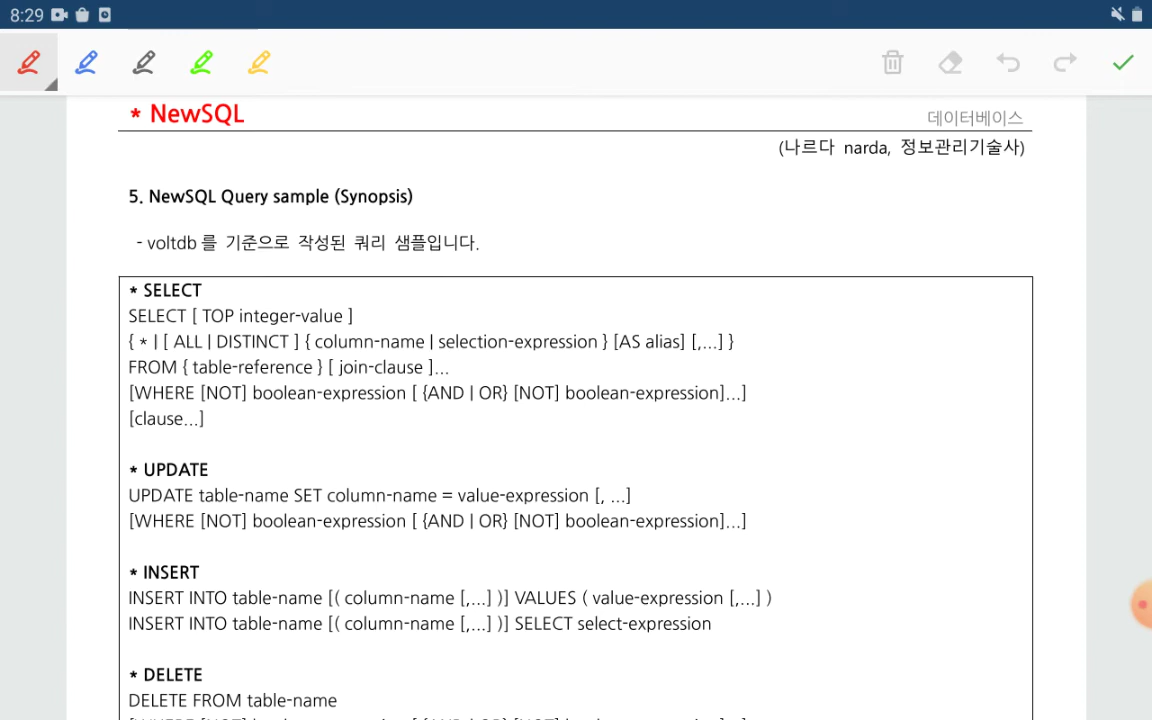 8:29
* NewSQL
데이터베이스
(나르다 narda, 정보관리기술사)
5. NewSQL Query sample (Synopsis)
- voltdb 를 기준으로 작성된 쿼리 샘플입니다.
* SELECT
SELECT [ TOP integer-value ]
{ * | [ ALL | DISTINCT ] { column-name | selection-expression } [AS alias] [,...] }
FROM { table-reference } [ join-clause ]...
[WHERE [NOT] boolean-expression [ {AND | OR} [NOT] boolean-expression]...]
[clause...]
* UPDATE
UPDATE table-name SET column-name = value-expression [, ...]
[WHERE [NOT] boolean-expression [ {AND | OR} [NOT] boolean-expression]...]
* INSERT
INSERT INTO table-name [( column-name [,...] )] VALUES ( value-expression [,...] )
INSERT INTO table-name [( column-name [,...] )] SELECT select-expression
* DELETE
DELETE FROM table-name